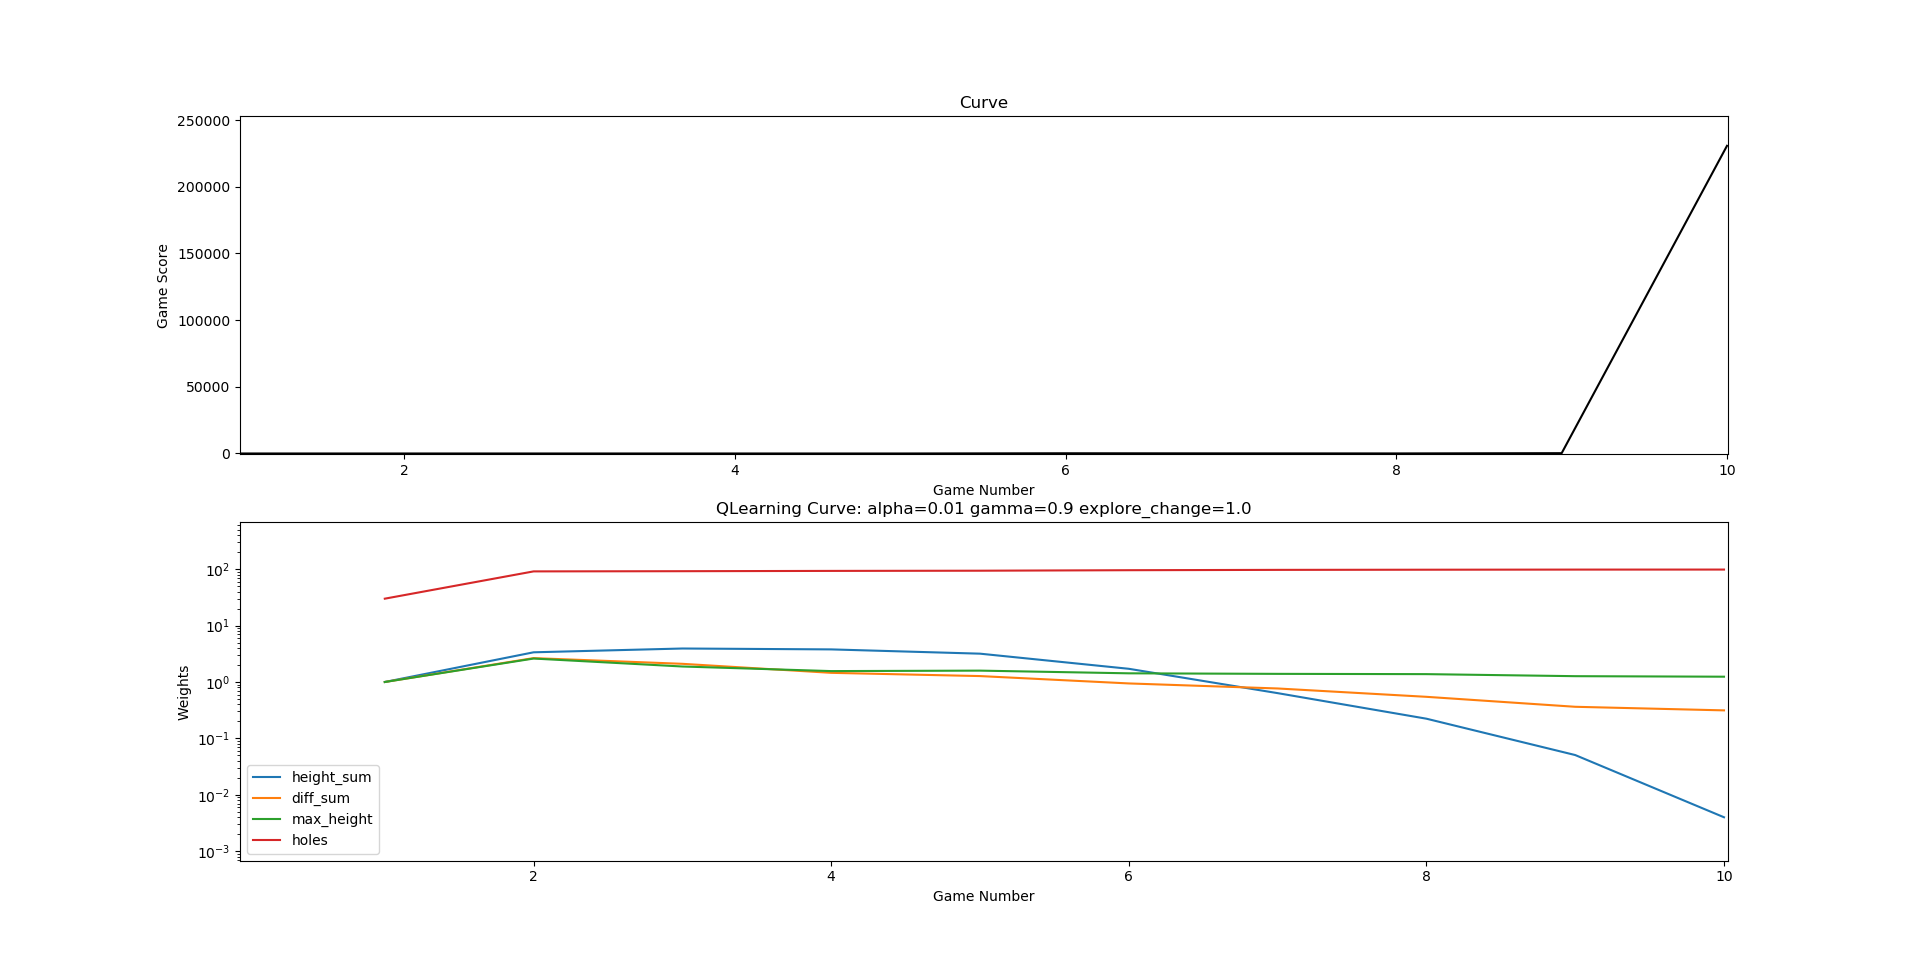 Curve
250000
200000
150000
100000
50000
0
Game Score
2 4 6 8 10
Game Number
QLearning Curve: alpha=0.01 gamma=0.9 explore_change=1.0
10²
10¹
10⁰
10⁻¹
10⁻²
10⁻³
Weights
height_sum
diff_sum
max_height
holes
2 4 6 8 10
Game Number